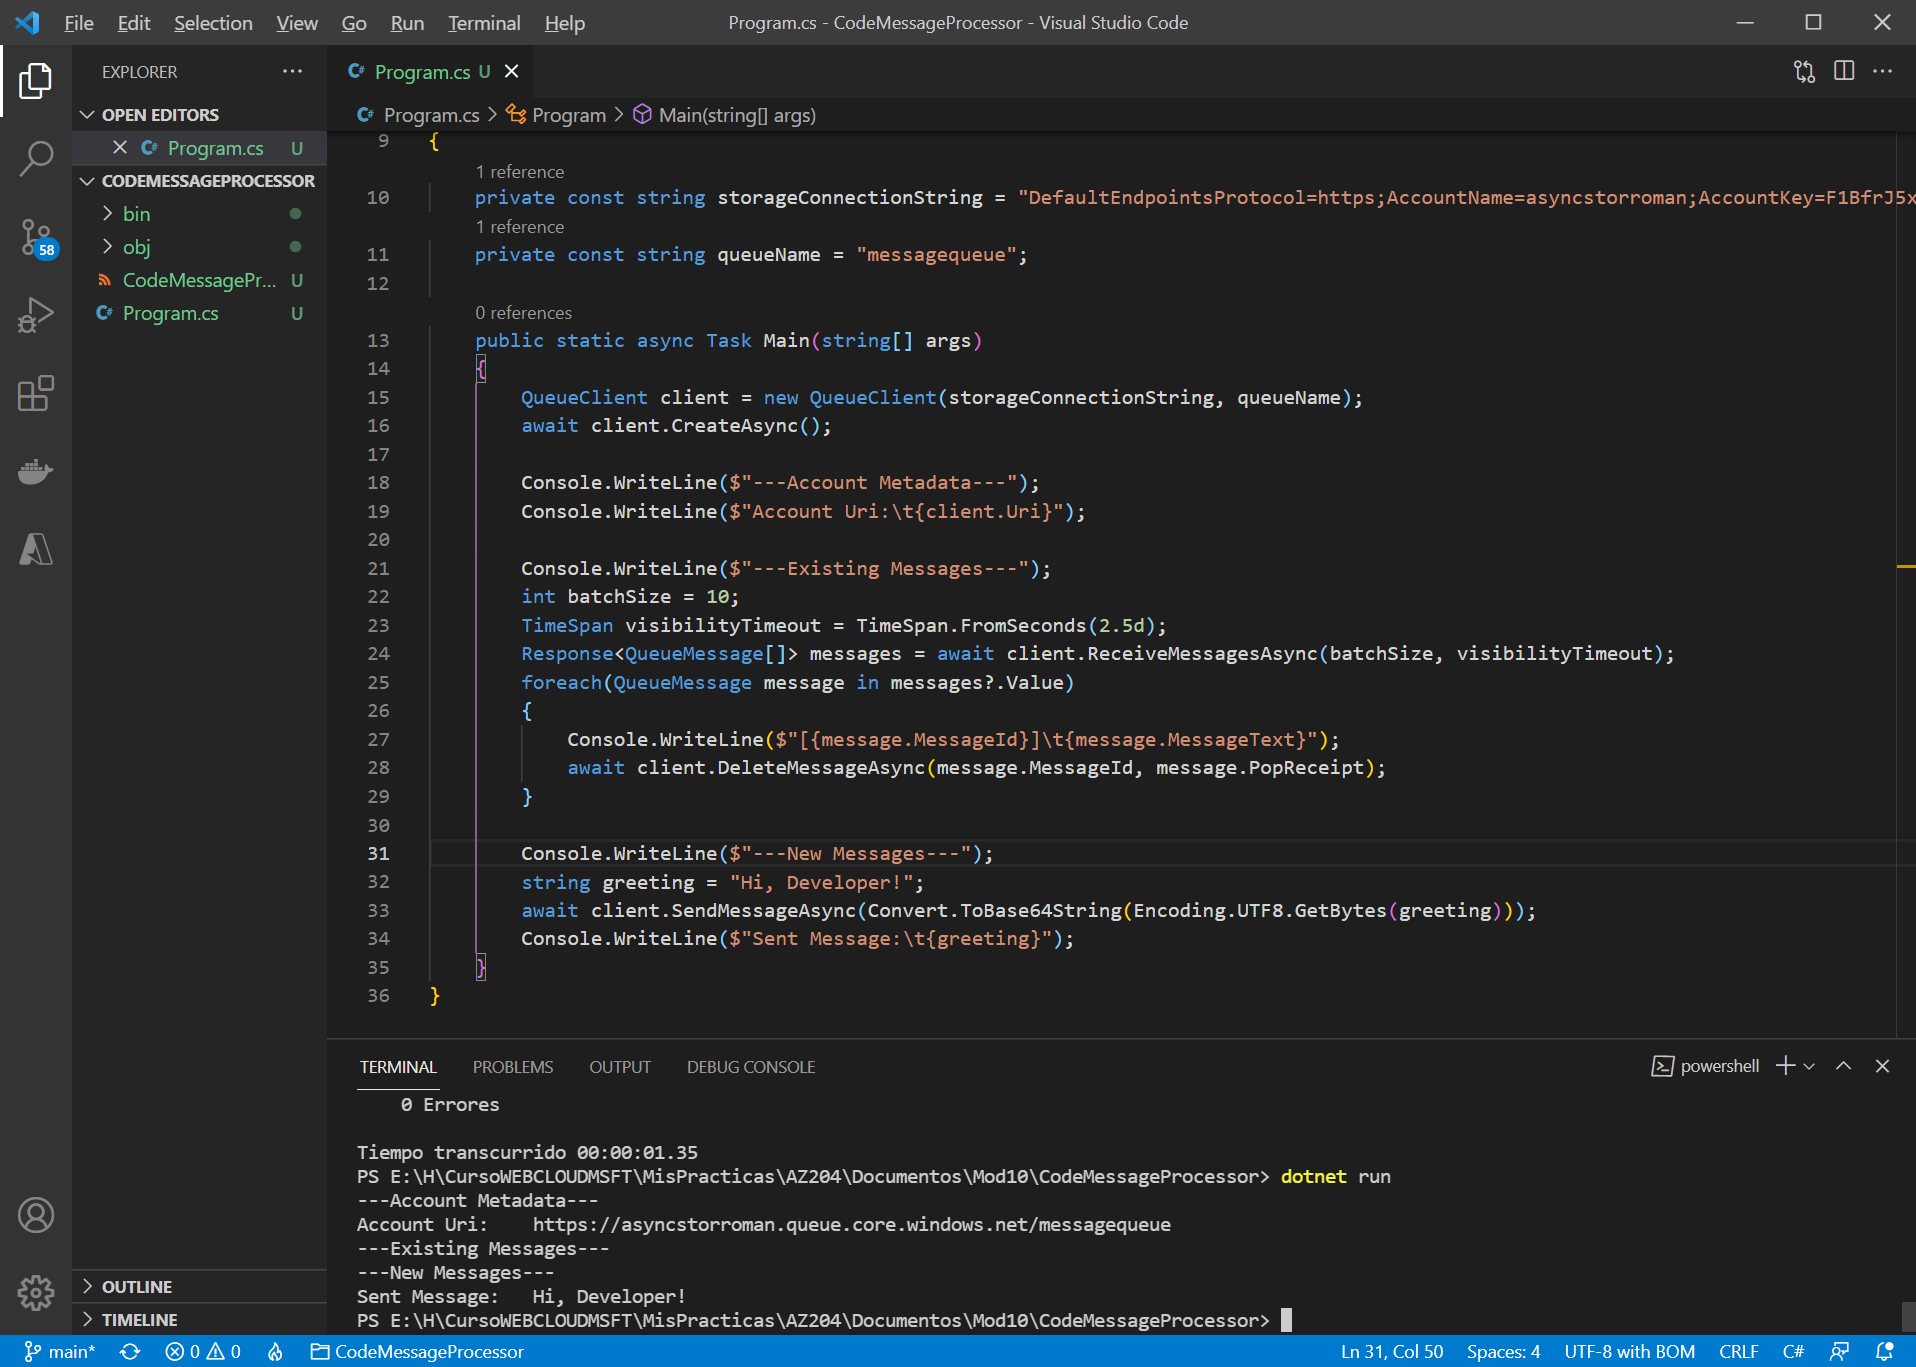 File Edit Selection View Go Run Terminal Help
Program.cs - CodeMessageProcessor - Visual Studio Code
EXPLORER
OPEN EDITORS
Program.cs U
CODEMESSAGEPROCESSOR
bin
obj
CodeMessagePr... U
Program.cs U
58
OUTLINE
TIMELINE
Program.cs U
Program.cs > Program > Main(string[] args)
9 {
1 reference
10 private const string storageConnectionString = "DefaultEndpointsProtocol=https;AccountName=asyncstorroman;AccountKey=F1BfrJ5x
1 reference
11 private const string queueName = "messagequeue";
12
0 references
13 public static async Task Main(string[] args)
14 {
15 QueueClient client = new QueueClient(storageConnectionString, queueName);
16 await client.CreateAsync();
17
18 Console.WriteLine($"---Account Metadata---");
19 Console.WriteLine($"Account Uri:\t{client.Uri}");
20
21 Console.WriteLine($"---Existing Messages---");
22 int batchSize = 10;
23 TimeSpan visibilityTimeout = TimeSpan.FromSeconds(2.5d);
24 Response<QueueMessage[]> messages = await client.ReceiveMessagesAsync(batchSize, visibilityTimeout);
25 foreach(QueueMessage message in messages?.Value)
26 {
27 Console.WriteLine($"[{message.MessageId}]\t{message.MessageText}");
28 await client.DeleteMessageAsync(message.MessageId, message.PopReceipt);
29 }
30
31 Console.WriteLine($"---New Messages---");
32 string greeting = "Hi, Developer!";
33 await client.SendMessageAsync(Convert.ToBase64String(Encoding.UTF8.GetBytes(greeting)));
34 Console.WriteLine($"Sent Message:\t{greeting}");
35 }
36 }
TERMINAL PROBLEMS OUTPUT DEBUG CONSOLE
powershell
0 Errores
Tiempo transcurrido 00:00:01.35
PS E:\H\CursoWEBCLOUDMSFT\MisPracticas\AZ204\Documentos\Mod10\CodeMessageProcessor> dotnet run
---Account Metadata---
Account Uri: https://asyncstorroman.queue.core.windows.net/messagequeue
---Existing Messages---
---New Messages---
Sent Message: Hi, Developer!
PS E:\H\CursoWEBCLOUDMSFT\MisPracticas\AZ204\Documentos\Mod10\CodeMessageProcessor>
main* 0 0 CodeMessageProcessor
Ln 31, Col 50 Spaces: 4 UTF-8 with BOM CRLF C#